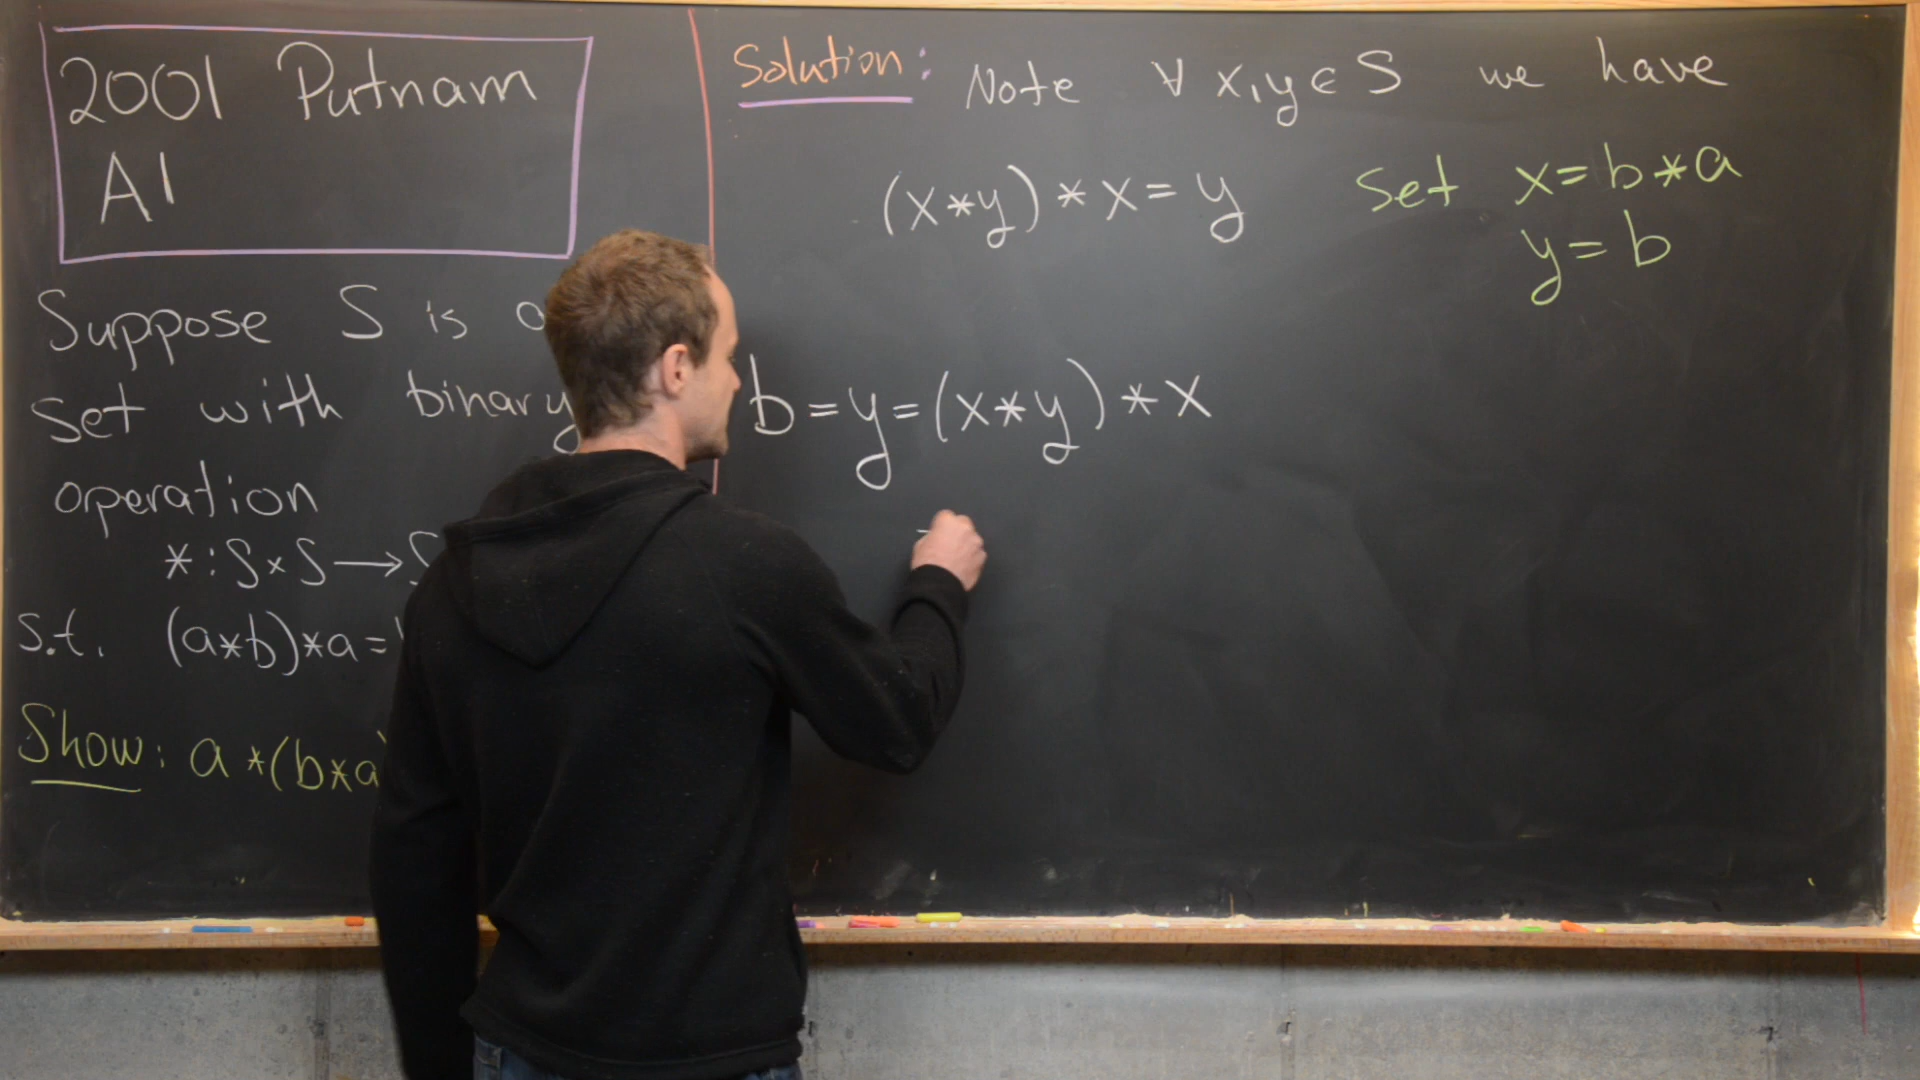 2001 Putnam
A1
Suppose S is
Set with binary
operation
* : S × S → S
s.t. (a*b)*a =
Show: a*(b*a)
Solution: Note ∀ x,y ∈ S we have
(x*y)*x = y
Set x = b*a
y = b
b = y = (x*y)*x